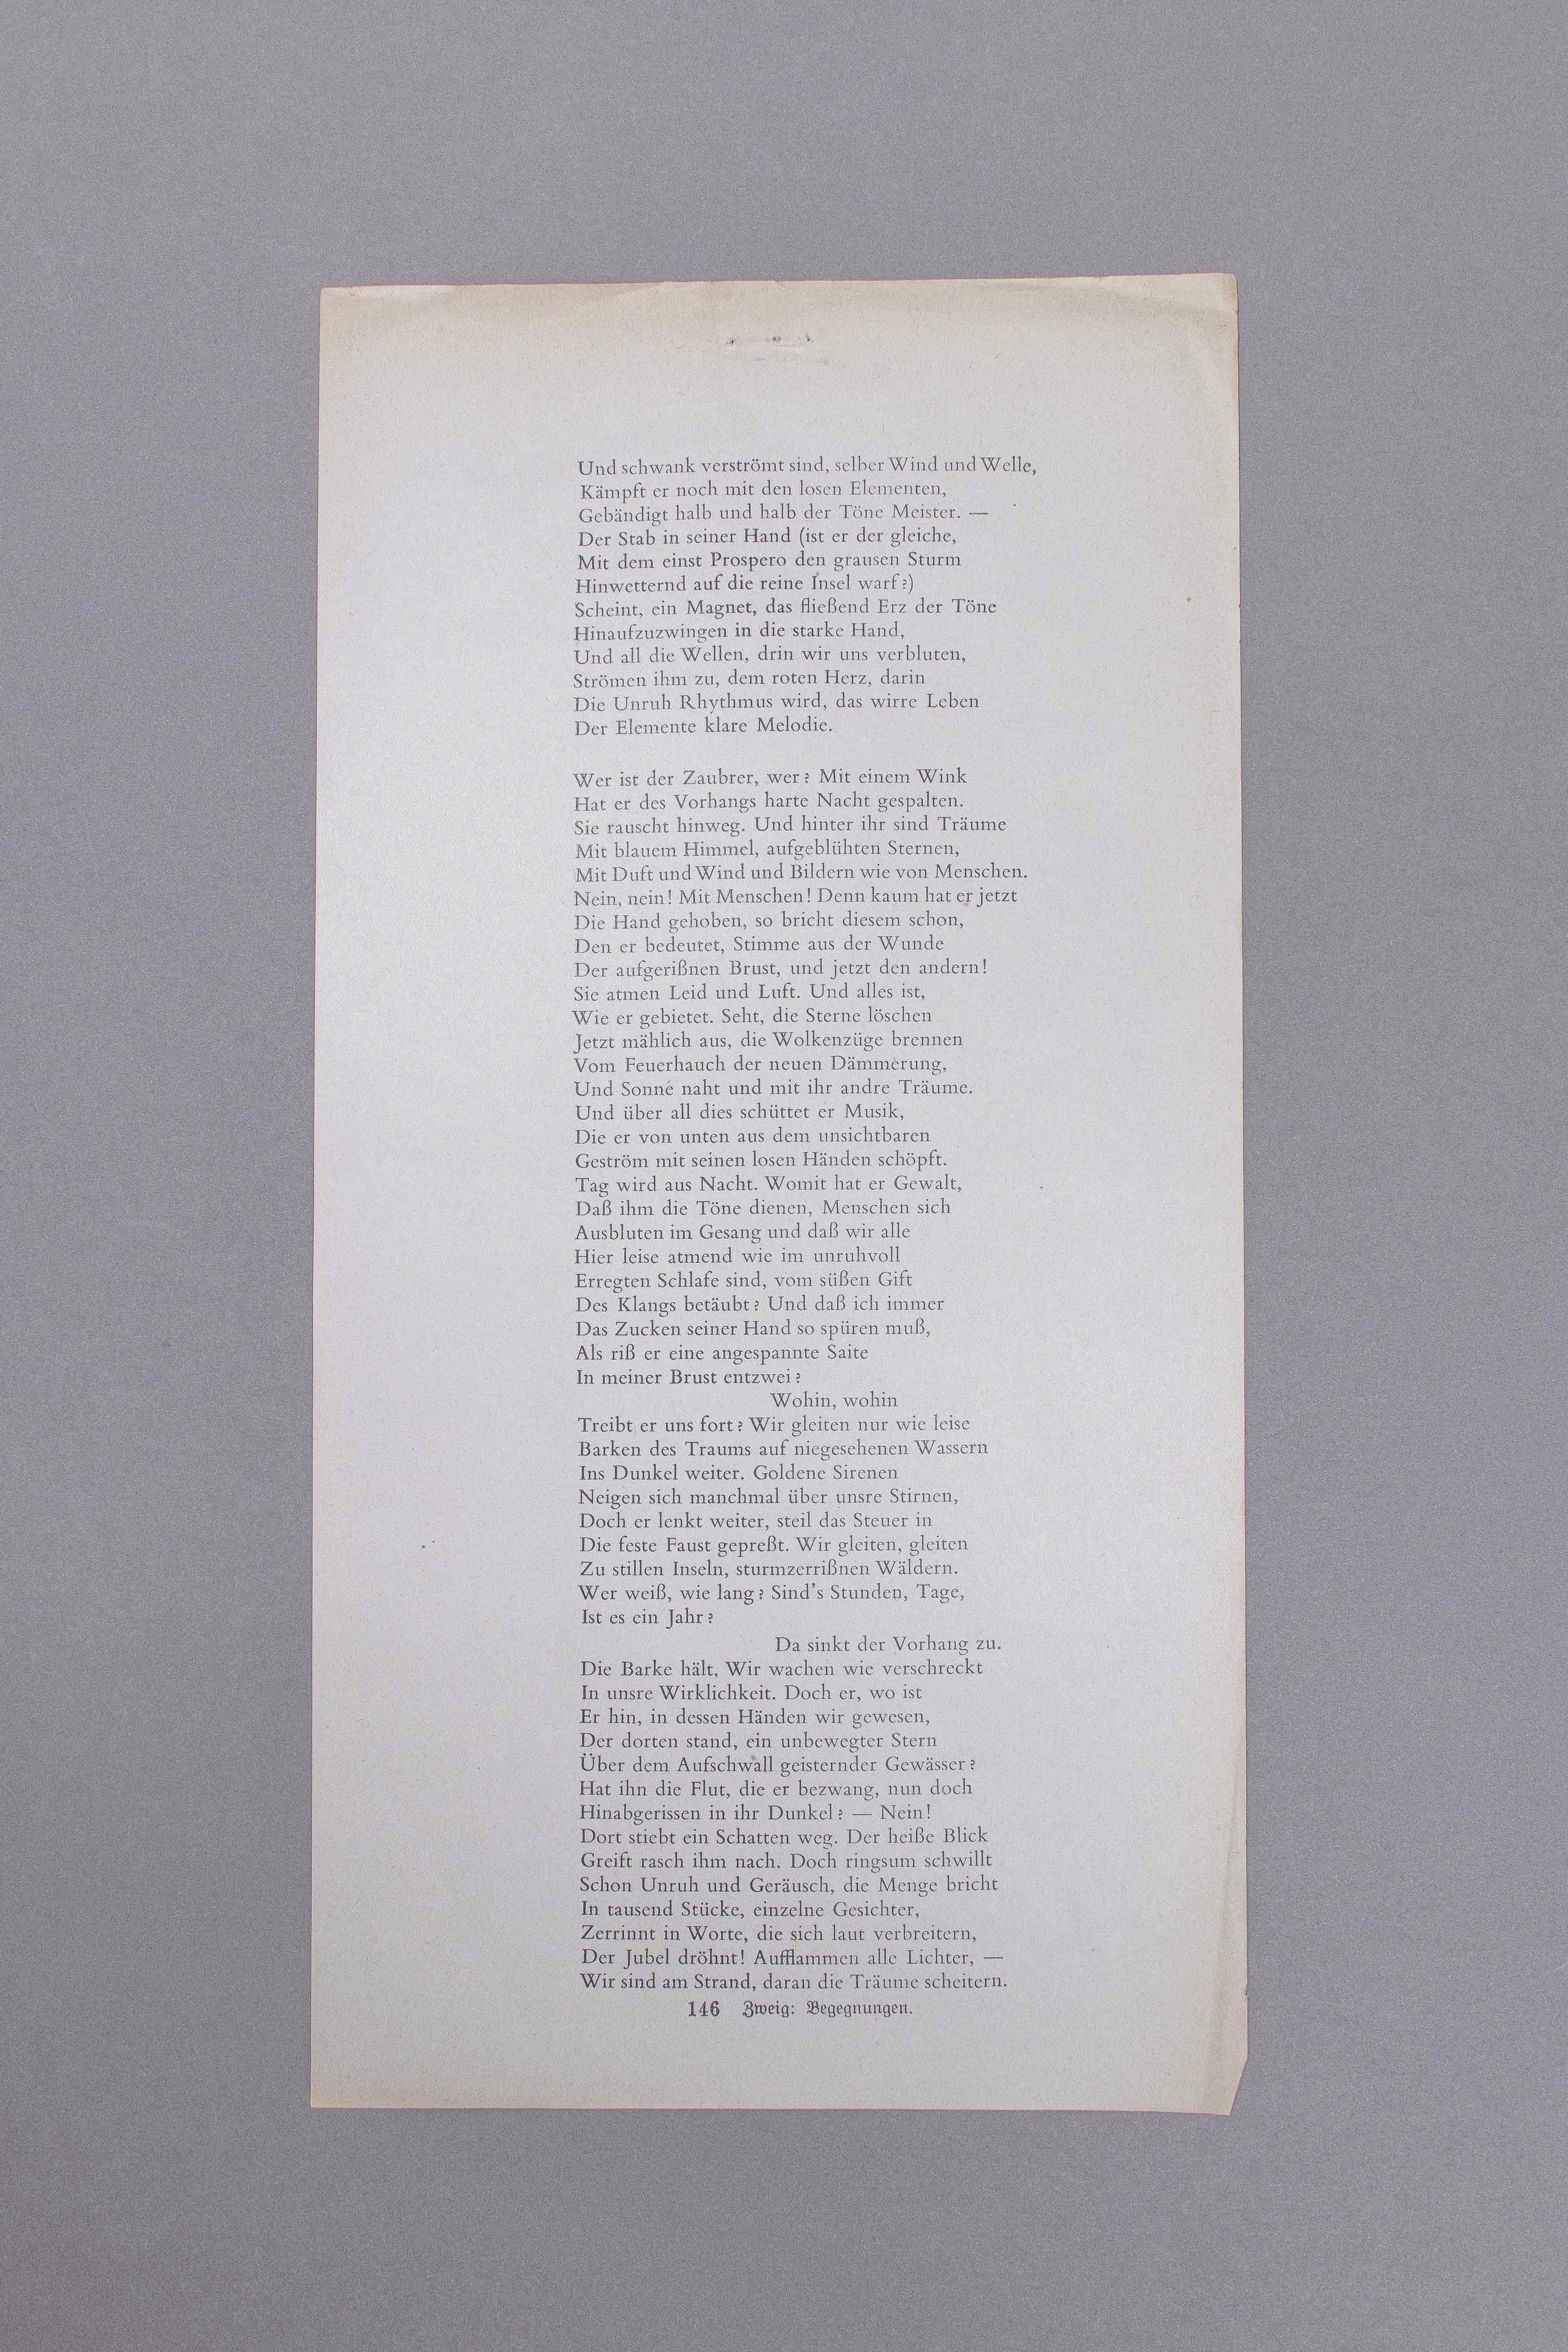 Und schwank verströmt sind, selber Wind und Welle,
Kämpft er noch mit den losen Elementen,
Gebändigt halb und halb der Töne Meister. —
Der Stab in seiner Hand (ist er der gleiche,
Mit dem einst Prospero den grausen Sturm
Hinwetternd auf die reine Insel warf?)
Scheint, ein Magnet, das fließend Erz der Töne
Hinaufzuzwingen in die starke Hand,
Und all die Wellen, drin wir uns verbluten,
Strömen ihm zu, dem roten Herz, darin
Die Unruh Rhythmus wird, das wirre Leben
Der Elemente klare Melodie.
Wer ist der Zaubrer, wer? Mit einem Wink
Hat er des Vorhangs harte Nacht gespalten.
Sie rauscht hinweg. Und hinter ihr sind Träume
Mit blauem Himmel, aufgeblühten Sternen,
Mit Duft und Wind und Bildern wie von Menschen.
Nein, nein! Mit Menschen! Denn kaum hat er jetzt
Die Hand gehoben, so bricht diesem schon,
Den er bedeutet, Stimme aus der Wunde
Der aufgerißnen Brust, und jetzt den andern!
Sie atmen Leid und Luft. Und alles ist,
Wie er gebietet. Seht, die Sterne löschen
Jetzt mählich aus, die Wolkenzüge brennen
Vom Feuerhauch der neuen Dämmerung,
Und Sonne naht und mit ihr andre Träume.
Und über all dies schüttet er Musik,
Die er von unten aus dem unsichtbaren
Geström mit seinen losen Händen schöpft.
Tag wird aus Nacht. Womit hat er Gewalt,
Daß ihm die Töne dienen, Menschen sich
Ausbluten im Gesang und daß wir alle
Hier leise atmend wie im unruhvoll
Erregten Schlafe sind, vom süßen Gift
Des Klangs betäubt? Und daß ich immer
Das Zucken seiner Hand so spüren muß,
Als riß er eine angespannte Saite
In meiner Brust entzwei?
Wohin, wohin
Treibt er uns fort? Wir gleiten nur wie leise
Barken des Traums auf niegesehenen Wassern
Ins Dunkel weiter. Goldene Sirenen
Neigen sich manchmal über unsre Stirnen,
Doch er lenkt weiter, steil das Steuer in
Die feste Faust gepreßt. Wir gleiten, gleiten
Zu stillen Inseln, sturmzerrißnen Wäldern.
Wer weiß, wie lang? Sind's Stunden, Tage,
Ist es ein Jahr?
Da sinkt der Vorhang zu.
Die Barke hält, Wir wachen wie verschreckt
In unsre Wirklichkeit. Doch er, wo ist
Er hin, in dessen Händen wir gewesen,
Der dorten stand, ein unbewegter Stern
Über dem Aufschwall geisternder Gewässer?
Hat ihn die Flut, die er bezwang, nun doch
Hinabgerissen in ihr Dunkel? — Nein!
Dort stiebt ein Schatten weg. Der heiße Blick
Greift rasch ihm nach. Doch ringsum schwillt
Schon Unruh und Geräusch, die Menge bricht
In tausend Stücke, einzelne Gesichter,
Zerrinnt in Worte, die sich laut verbreitern,
Der Jubel dröhnt! Aufflammen alle Lichter, —
Wir sind am Strand, daran die Träume scheitern.
146 Zweig: Begegnungen.